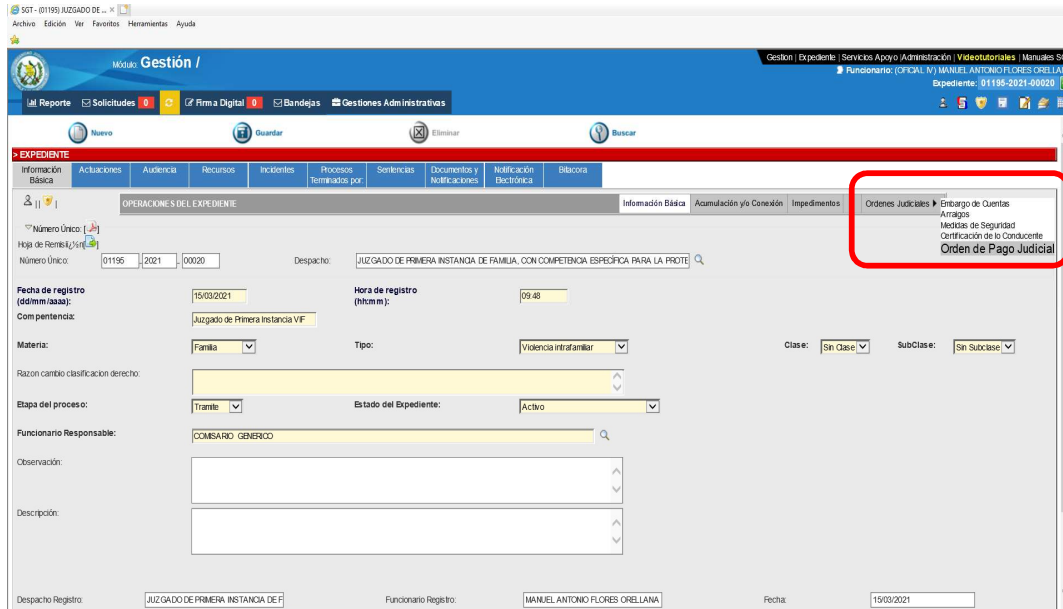 SGT - (01195) JUZGADO DE ...
Archivo Edición Ver Favoritos Herramientas Ayuda
Módulo: Gestión /
Gestion | Expediente | Servicios Apoyo |Administración | Videotutoriales | Manuales SG
Funcionario: (OFICIAL IV) MANUEL ANTONIO FLORES ORELLAN
Expediente: 01195-2021-00020
Reporte Solicitudes 0 Firma Digital 0 Bandejas Gestiones Administrativas
Nuevo Guardar Eliminar Buscar
> EXPEDIENTE
Información Básica Actuaciones Audiencia Recursos Incidentes Procesos Terminados por: Sentencias Documentos y Notificaciones Notificación Electrónica Bitacora
|| | OPERACIONES DEL EXPEDIENTE Información Básica Acumulación y/o Conexión Impedimentos Ordenes Judiciales
Embargo de Cuentas
Arraigos
Medidas de Seguridad
Certificación de lo Conducente
Orden de Pago Judicial
Número Único: [ ]
Hoja de Remisï¿½n[ ]
Número Único: 01195 . 2021 . 00020 Despacho: JUZGADO DE PRIMERA INSTANCIA DE FAMILIA, CON COMPETENCIA ESPECÍFICA PARA LA PROTE
Fecha de registro (dd/mm/aaaa): 15/03/2021 Hora de registro (hh:mm): 09:48
Compentencia: Juzgado de Primera Instancia VIF
Materia: Familia Tipo: Violencia intrafamiliar Clase: Sin Clase SubClase: Sin Subclase
Razon cambio clasificacion derecho:
Etapa del proceso: Tramite Estado del Expediente: Activo
Funcionario Responsable: COMISARIO GENERICO
Observación:
Descripción:
Despacho Registro: JUZGADO DE PRIMERA INSTANCIA DE F Funcionario Registro: MANUEL ANTONIO FLORES ORELLANA Fecha: 15/03/2021